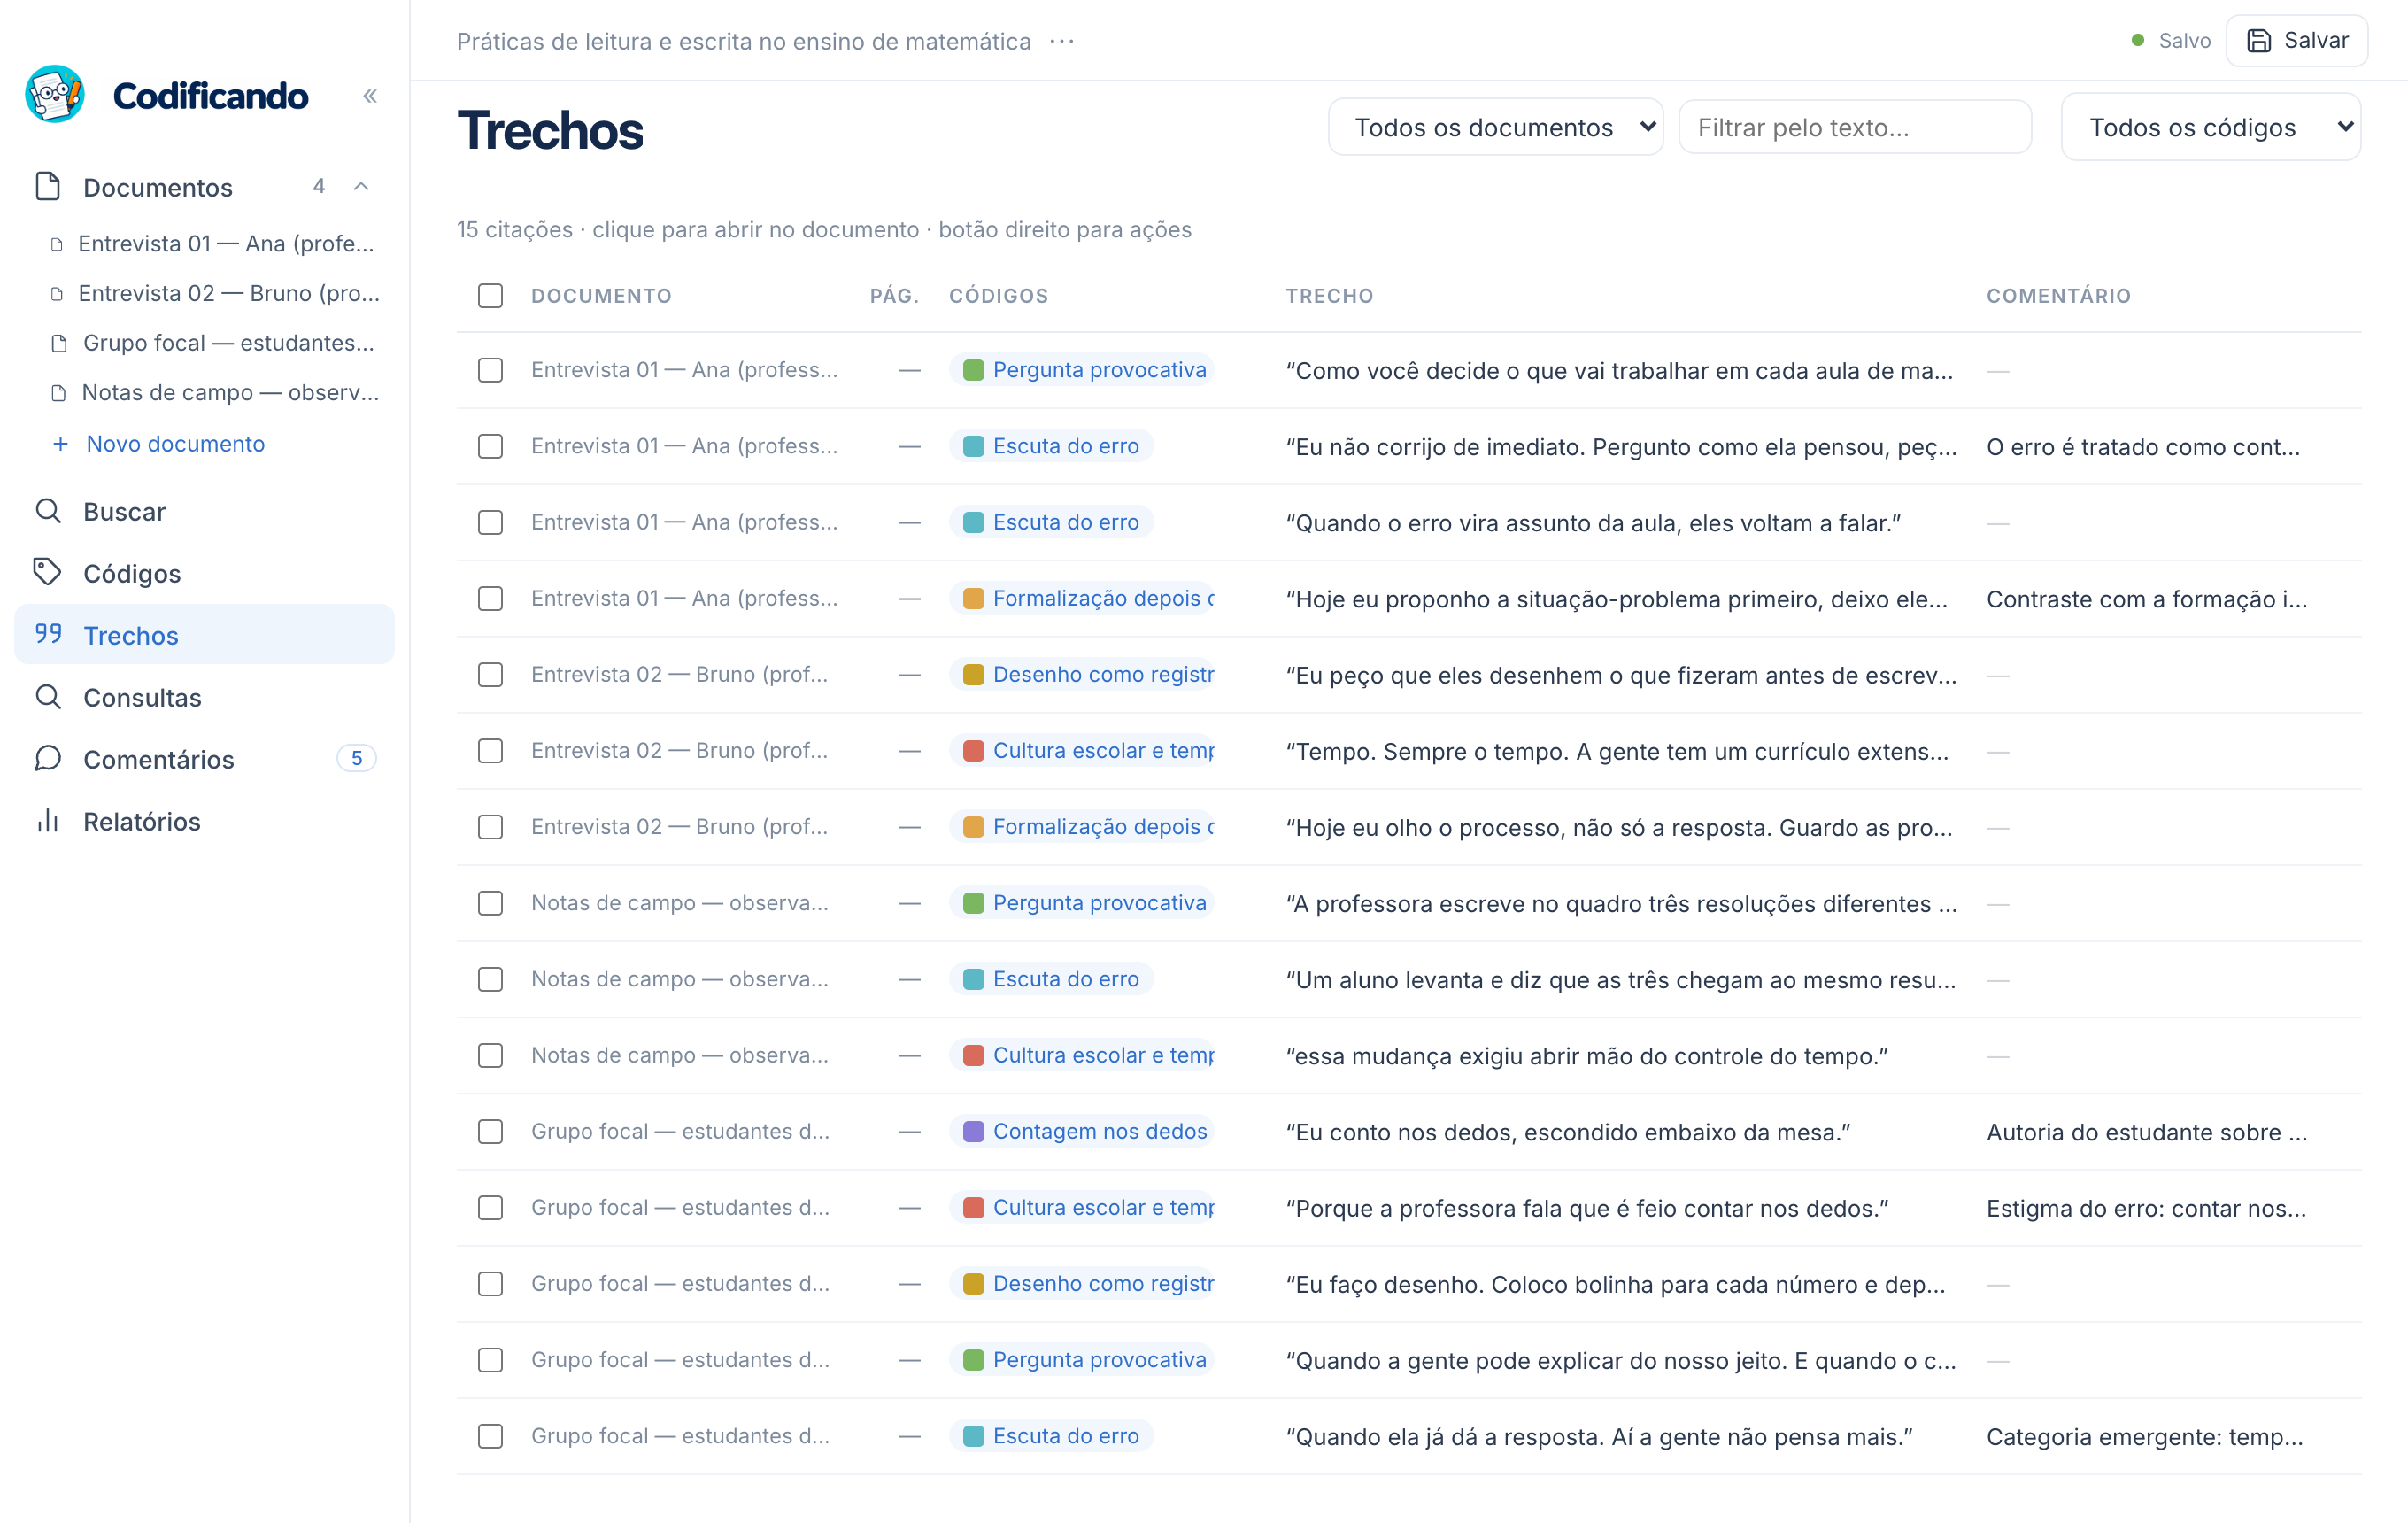 Práticas de leitura e escrita no ensino de matemática ···
Salvo
Salvar
Codificando
«
Documentos 4
Entrevista 01 — Ana (profe...
Entrevista 02 — Bruno (pro...
Grupo focal — estudantes...
Notas de campo — observ...
+ Novo documento
Buscar
Códigos
Trechos
Consultas
Comentários 5
Relatórios
Trechos
Todos os documentos
Filtrar pelo texto...
Todos os códigos
15 citações · clique para abrir no documento · botão direito para ações
DOCUMENTO PÁG. CÓDIGOS TRECHO COMENTÁRIO
Entrevista 01 — Ana (profess... — Pergunta provocativa “Como você decide o que vai trabalhar em cada aula de ma... —
Entrevista 01 — Ana (profess... — Escuta do erro “Eu não corrijo de imediato. Pergunto como ela pensou, peç... O erro é tratado como cont...
Entrevista 01 — Ana (profess... — Escuta do erro “Quando o erro vira assunto da aula, eles voltam a falar.” —
Entrevista 01 — Ana (profess... — Formalização depois “Hoje eu proponho a situação-problema primeiro, deixo ele... Contraste com a formação i...
Entrevista 02 — Bruno (prof... — Desenho como registr “Eu peço que eles desenhem o que fizeram antes de escrev... —
Entrevista 02 — Bruno (prof... — Cultura escolar e temp “Tempo. Sempre o tempo. A gente tem um currículo extens... —
Entrevista 02 — Bruno (prof... — Formalização depois “Hoje eu olho o processo, não só a resposta. Guardo as pro... —
Notas de campo — observa... — Pergunta provocativa “A professora escreve no quadro três resoluções diferentes ... —
Notas de campo — observa... — Escuta do erro “Um aluno levanta e diz que as três chegam ao mesmo resu... —
Notas de campo — observa... — Cultura escolar e temp “essa mudança exigiu abrir mão do controle do tempo.” —
Grupo focal — estudantes d... — Contagem nos dedos “Eu conto nos dedos, escondido embaixo da mesa.” Autoria do estudante sobre ...
Grupo focal — estudantes d... — Cultura escolar e temp “Porque a professora fala que é feio contar nos dedos.” Estigma do erro: contar nos...
Grupo focal — estudantes d... — Desenho como registr “Eu faço desenho. Coloco bolinha para cada número e dep... —
Grupo focal — estudantes d... — Pergunta provocativa “Quando a gente pode explicar do nosso jeito. E quando o c... —
Grupo focal — estudantes d... — Escuta do erro “Quando ela já dá a resposta. Aí a gente não pensa mais.” Categoria emergente: temp...